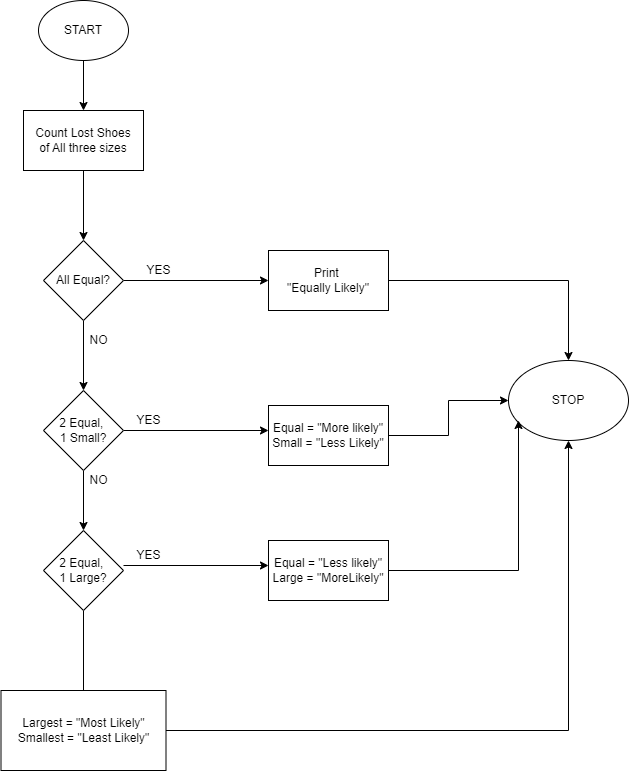 START
Count Lost Shoes
of All three sizes
All Equal?
YES
Print
"Equally Likely"
NO
STOP
2 Equal,
1 Small?
YES
Equal = "More likely"
Small = "Less Likely"
NO
2 Equal,
1 Large?
YES
Equal = "Less likely"
Large = "MoreLikely"
Largest = "Most Likely"
Smallest = "Least Likely"